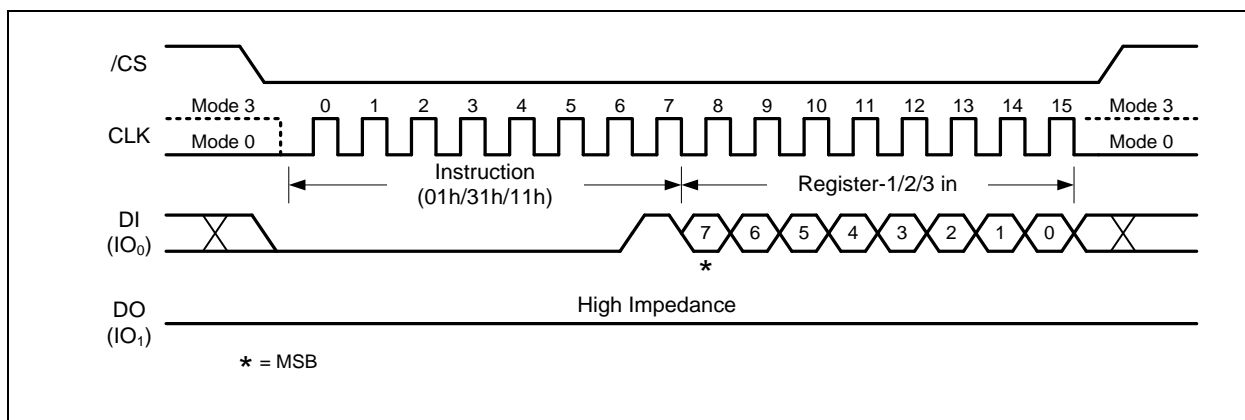 /CS
Mode 3 0 1 2 3 4 5 6 7 8 9 10 11 12 13 14 15 Mode 3
CLK Mode 0 Mode 0
Instruction
(01h/31h/11h)
Register-1/2/3 in
DI
(IO₀)
7 6 5 4 3 2 1 0
*
High Impedance
DO
(IO₁)
* = MSB